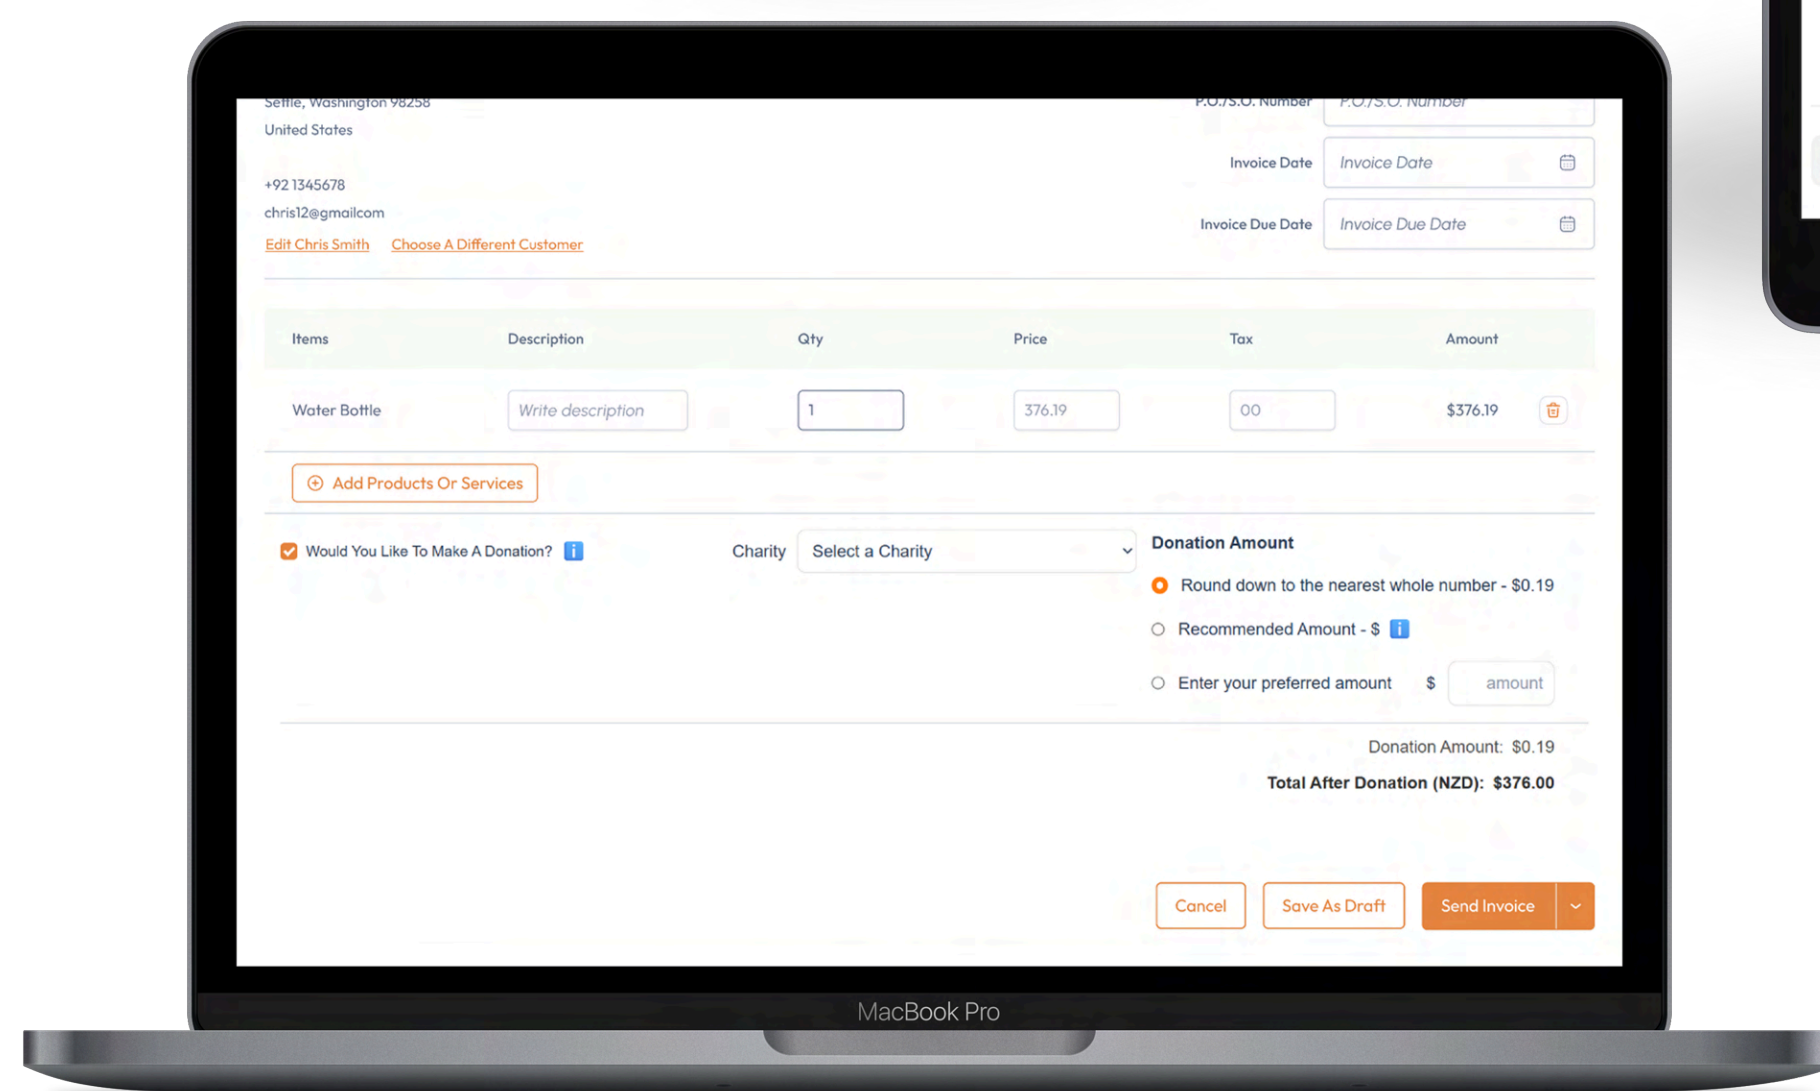 Settle, Washington 98258
United States
+92 1345678
chris12@gmailcom
Edit Chris Smith Choose A Different Customer
P.O./S.O. Number P.O./S.O. Number
Invoice Date Invoice Date
Invoice Due Date Invoice Due Date
Items Description Qty Price Tax Amount
Water Bottle Write description 1 376.19 00 $376.19
Add Products Or Services
Would You Like To Make A Donation? i Charity Select a Charity
Donation Amount
Round down to the nearest whole number - $0.19
Recommended Amount - $ i
Enter your preferred amount $ amount
Donation Amount: $0.19
Total After Donation (NZD): $376.00
Cancel Save As Draft Send Invoice
MacBook Pro